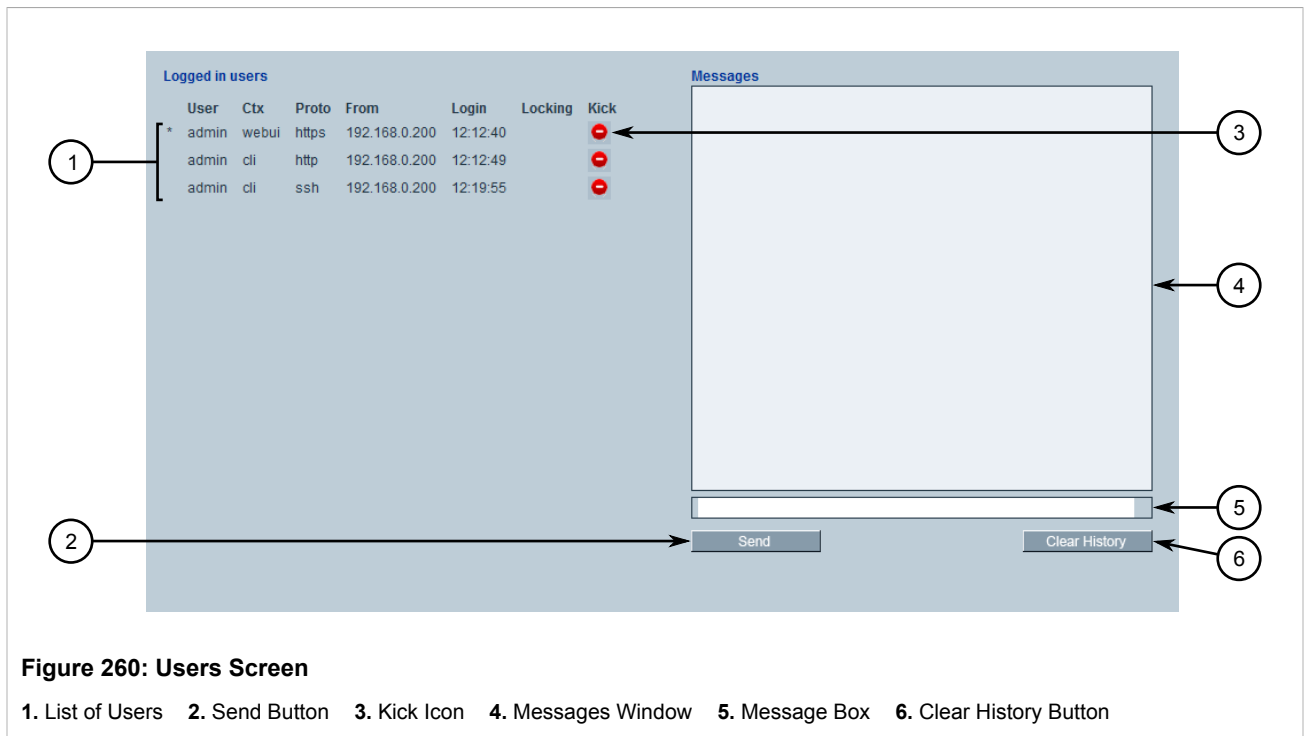 Logged in users
User Ctx Proto From Login Locking Kick
* admin webui https 192.168.0.200 12:12:40
admin cli http 192.168.0.200 12:12:49
admin cli ssh 192.168.0.200 12:19:55
Messages
Send
Clear History
1
2
3
4
5
6
Figure 260: Users Screen
1. List of Users 2. Send Button 3. Kick Icon 4. Messages Window 5. Message Box 6. Clear History Button